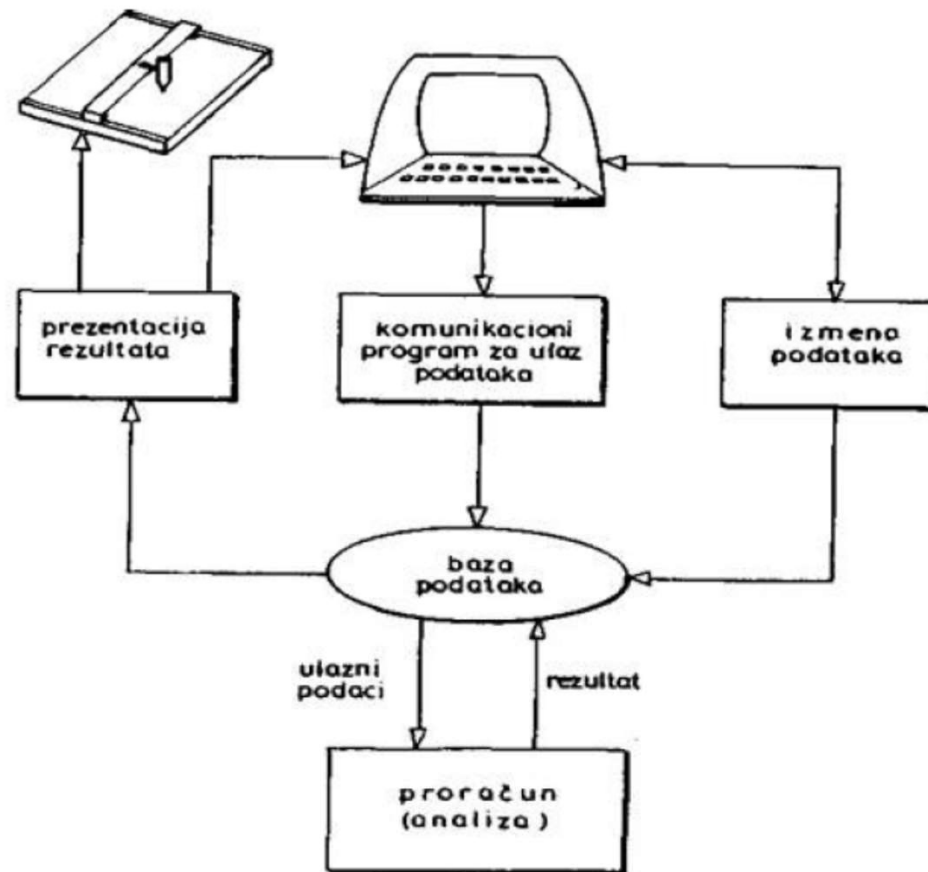 prezentacija
rezultata
komunikacioni
program za ulaz
podataka
izmena
podataka
baza
podataka
ulazni
podaci
rezultat
proračun
(analiza)